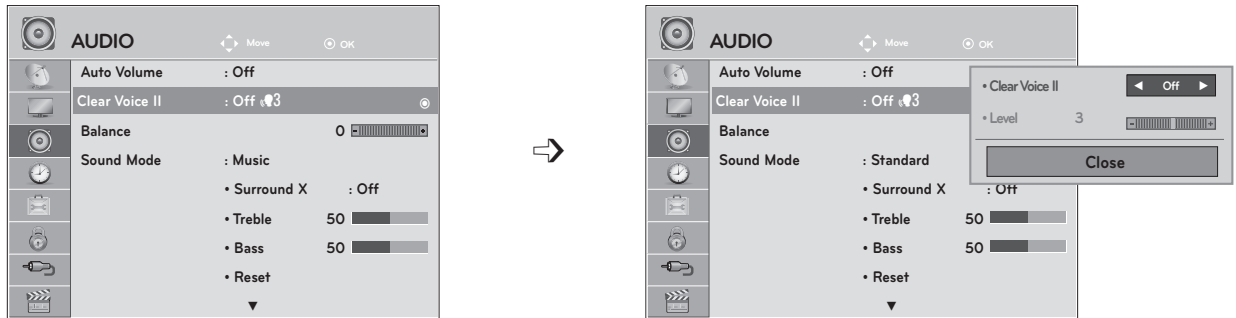 AUDIO
Move
OK
Auto Volume : Off
Clear Voice II : Off 3
Balance 0
Sound Mode : Music
• Surround X : Off
• Treble 50
• Bass 50
• Reset
AUDIO
Move
OK
Auto Volume : Off
Clear Voice II : Off 3
Balance
Sound Mode : Standard
• Surround X : Off
• Treble 50
• Bass 50
• Reset
• Clear Voice II ◄ Off ►
• Level 3 - +
Close